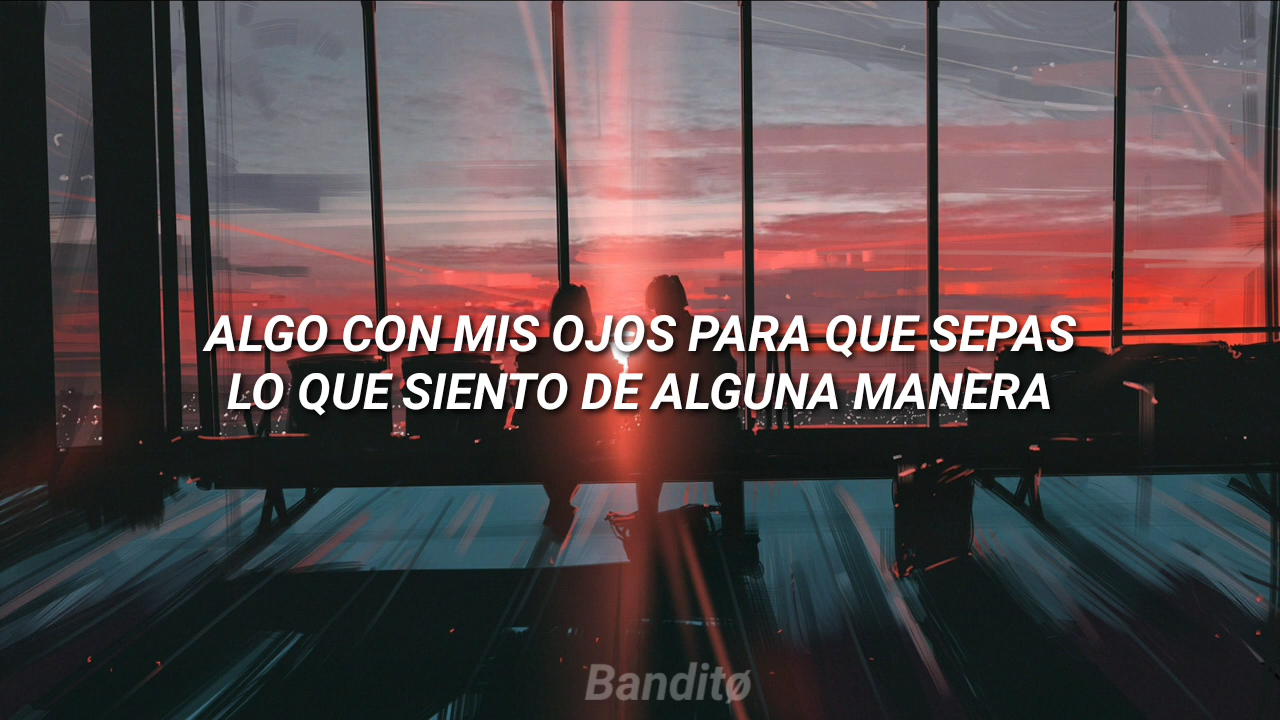 ALGO CON MIS OJOS PARA QUE SEPAS
LO QUE SIENTO DE ALGUNA MANERA
Banditø